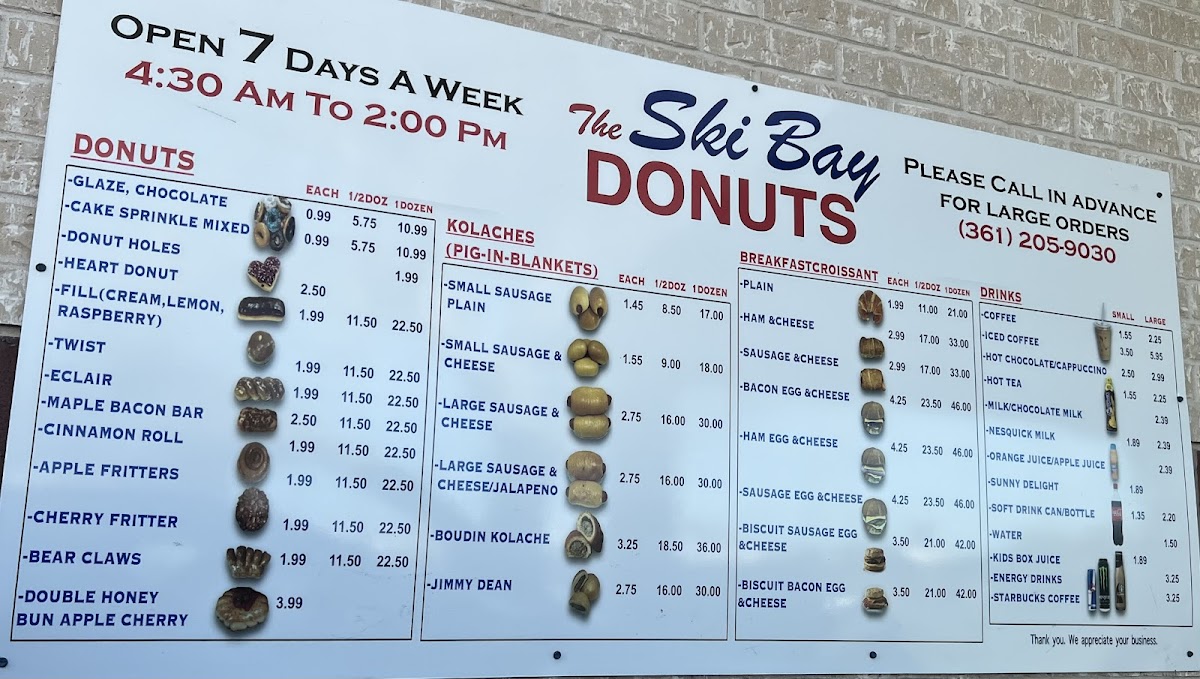 OPEN 7 DAYS A WEEK
4:30 AM TO 2:00 PM
The Ski Bay
DONUTS
PLEASE CALL IN ADVANCE
FOR LARGE ORDERS
(361) 205-9030
DONUTS
EACH 1/2DOZ 1DOZEN
-GLAZE, CHOCOLATE 0.99 5.75 10.99
-CAKE SPRINKLE MIXED 0.99 5.75 10.99
-DONUT HOLES 1.99
-HEART DONUT 2.50
-FILL(CREAM,LEMON, 1.99 11.50 22.50
RASPBERRY)
-TWIST 1.99 11.50 22.50
-ECLAIR 1.99 11.50 22.50
-MAPLE BACON BAR 2.50 11.50 22.50
-CINNAMON ROLL 1.99 11.50 22.50
-APPLE FRITTERS 1.99 11.50 22.50
-CHERRY FRITTER 1.99 11.50 22.50
-BEAR CLAWS 1.99 11.50 22.50
-DOUBLE HONEY 3.99
BUN APPLE CHERRY
KOLACHES
(PIG-IN-BLANKETS)
EACH 1/2DOZ 1DOZEN
-SMALL SAUSAGE 1.45 8.50 17.00
PLAIN
-SMALL SAUSAGE & 1.55 9.00 18.00
CHEESE
-LARGE SAUSAGE & 2.75 16.00 30.00
CHEESE
-LARGE SAUSAGE & 2.75 16.00 30.00
CHEESE/JALAPENO
-BOUDIN KOLACHE 3.25 18.50 36.00
-JIMMY DEAN 2.75 16.00 30.00
BREAKFASTCROISSANT
EACH 1/2DOZ 1DOZEN
-PLAIN 1.99 11.00 21.00
-HAM &CHEESE 2.99 17.00 33.00
-SAUSAGE &CHEESE 2.99 17.00 33.00
-BACON EGG &CHEESE 4.25 23.50 46.00
-HAM EGG &CHEESE 4.25 23.50 46.00
-SAUSAGE EGG &CHEESE 4.25 23.50 46.00
-BISCUIT SAUSAGE EGG 3.50 21.00 42.00
&CHEESE
-BISCUIT BACON EGG 3.50 21.00 42.00
&CHEESE
DRINKS
SMALL LARGE
-COFFEE 1.55 2.25
-ICED COFFEE 3.50 5.95
-HOT CHOCOLATE/CAPPUCCINO 2.50 2.99
-HOT TEA 1.55 2.25
-MILK/CHOCOLATE MILK 2.39
-NESQUICK MILK 1.89 2.39
-ORANGE JUICE/APPLE JUICE 2.39
-SUNNY DELIGHT 1.89
-SOFT DRINK CAN/BOTTLE 1.35 2.20
-WATER 1.50
-KIDS BOX JUICE 1.89
-ENERGY DRINKS 3.25
-STARBUCKS COFFEE 3.25
Thank you. We appreciate your business.